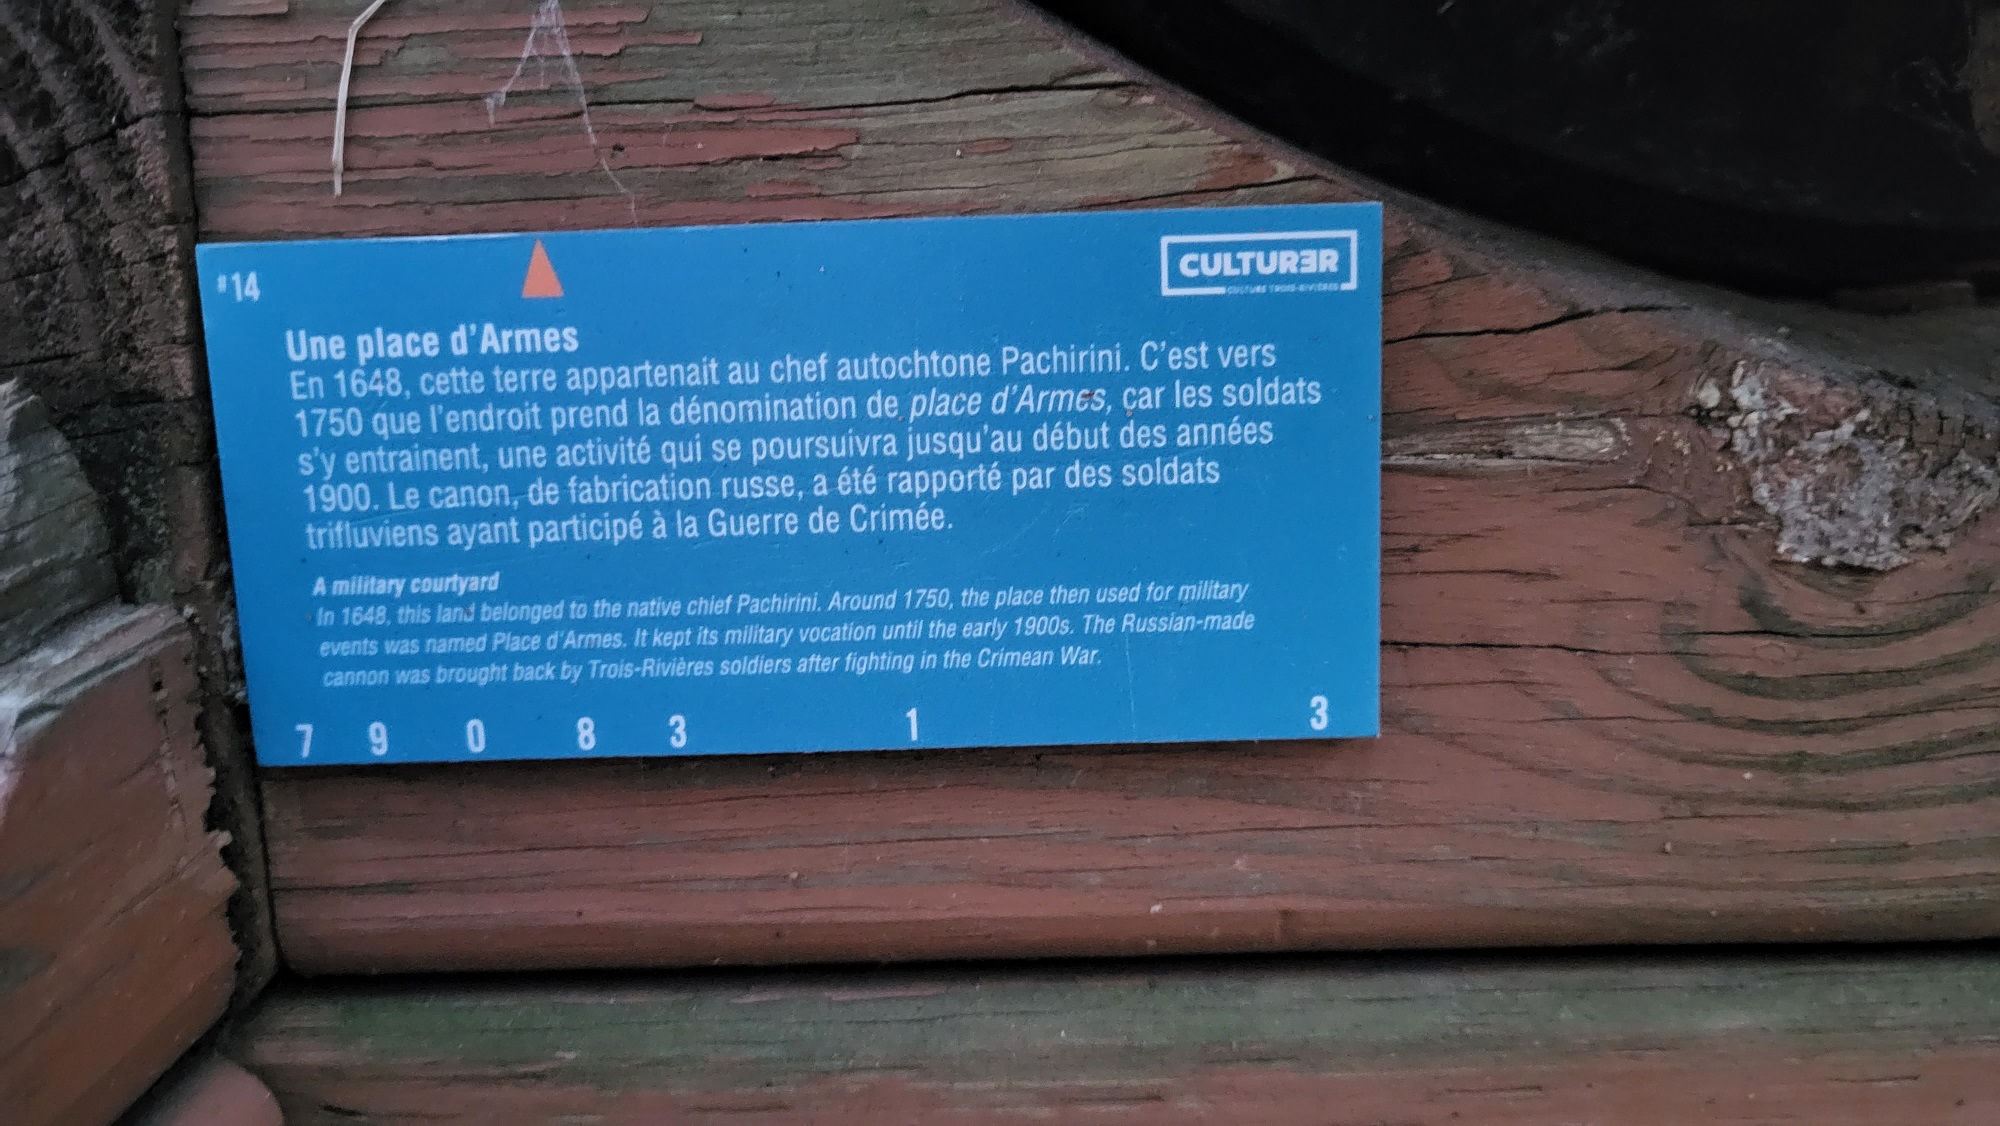 #14
CULTURƎR
CULTURE TROIS-RIVIÈRES
Une place d'Armes
En 1648, cette terre appartenait au chef autochtone Pachirini. C'est vers
1750 que l'endroit prend la dénomination de place d'Armes, car les soldats
s'y entrainent, une activité qui se poursuivra jusqu'au début des années
1900. Le canon, de fabrication russe, a été rapporté par des soldats
trifluviens ayant participé à la Guerre de Crimée.
A military courtyard
In 1648, this land belonged to the native chief Pachirini. Around 1750, the place then used for military
events was named Place d'Armes. It kept its military vocation until the early 1900s. The Russian-made
cannon was brought back by Trois-Rivières soldiers after fighting in the Crimean War.
7 9 0 8 3 1 3